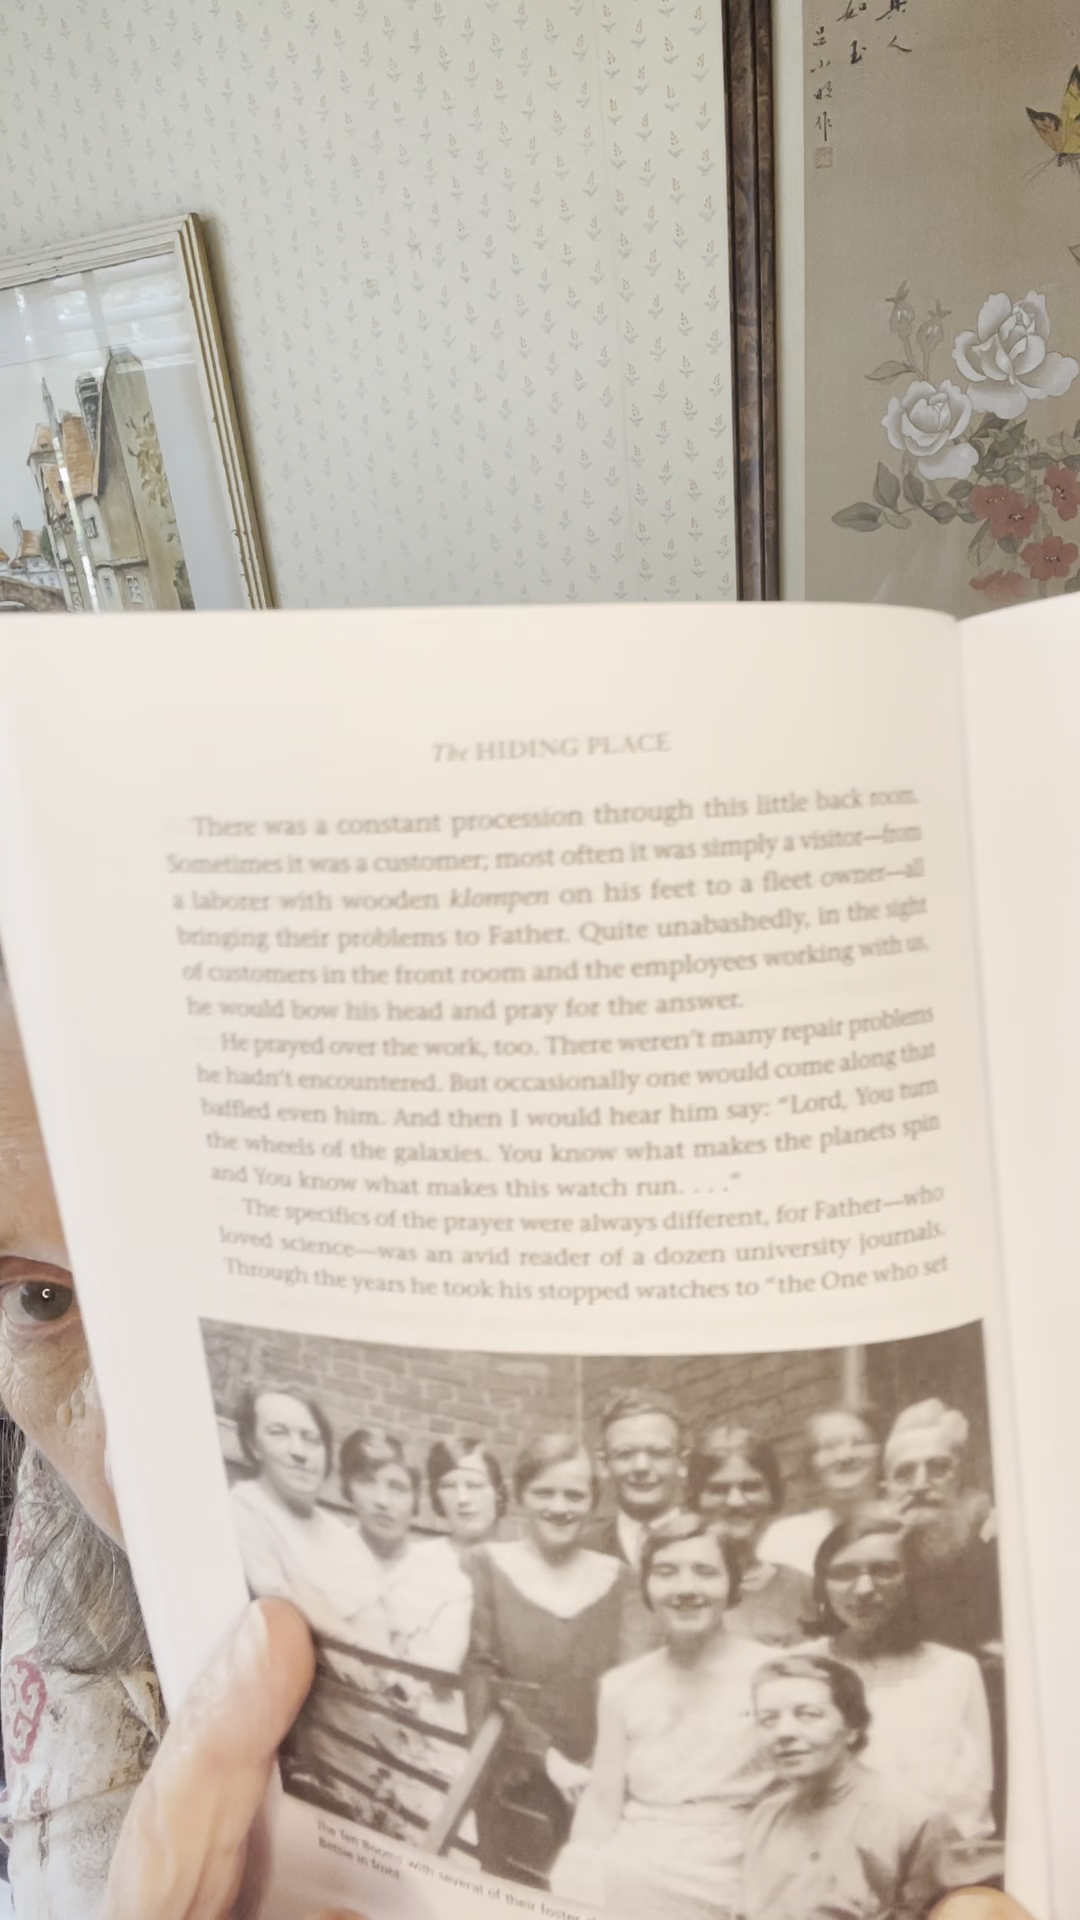 其人
如玉
吕小
作
The HIDING PLACE
There was a constant procession through this little back room.
Sometimes it was a customer; most often it was simply a visitor—from
a laborer with wooden klompen on his feet to a fleet owner—all
bringing their problems to Father. Quite unabashedly, in the sight
of customers in the front room and the employees working with us,
he would bow his head and pray for the answer.
He prayed over the work, too. There weren't many repair problems
he hadn't encountered. But occasionally one would come along that
baffled even him. And then I would hear him say: "Lord, You turn
the wheels of the galaxies. You know what makes the planets spin
and You know what makes this watch run. . . ."
The specifics of the prayer were always different, for Father—who
loved science—was an avid reader of a dozen university journals.
Through the years he took his stopped watches to "the One who set
The ten Booms with several of their foster
Betsie in front.